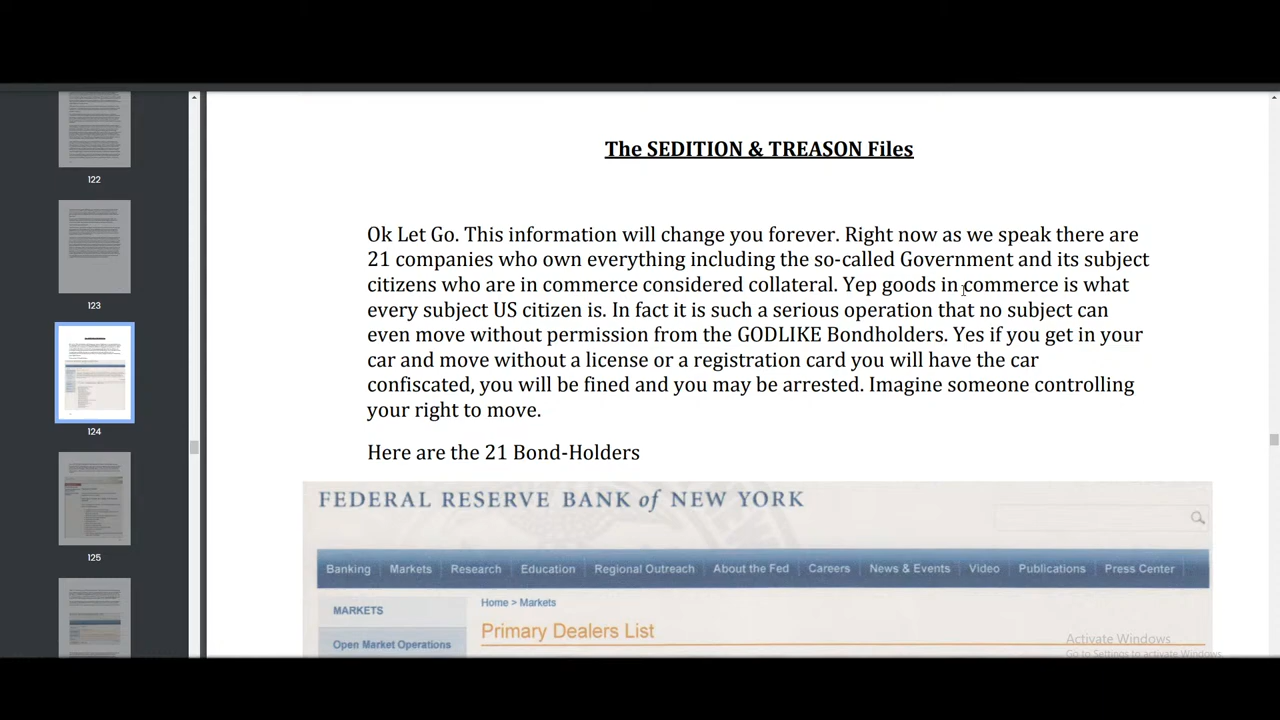 The SEDITION & TREASON Files
122
Ok Let Go. This information will change you forever. Right now as we speak there are
21 companies who own everything including the so-called Government and its subject
citizens who are in commerce considered collateral. Yep goods in commerce is what
every subject US citizen is. In fact it is such a serious operation that no subject can
even move without permission from the GODLIKE Bondholders. Yes if you get in your
car and move without a license or a registration card you will have the car
confiscated, you will be fined and you may be arrested. Imagine someone controlling
your right to move.
123
124
Here are the 21 Bond-Holders
FEDERAL RESERVE BANK of NEW YORK
Banking Markets Research Education Regional Outreach About the Fed Careers News & Events Video Publications Press Center
125
MARKETS
Home > Markets
Primary Dealers List
Open Market Operations
Activate Windows
Go to Settings to activate Windows.